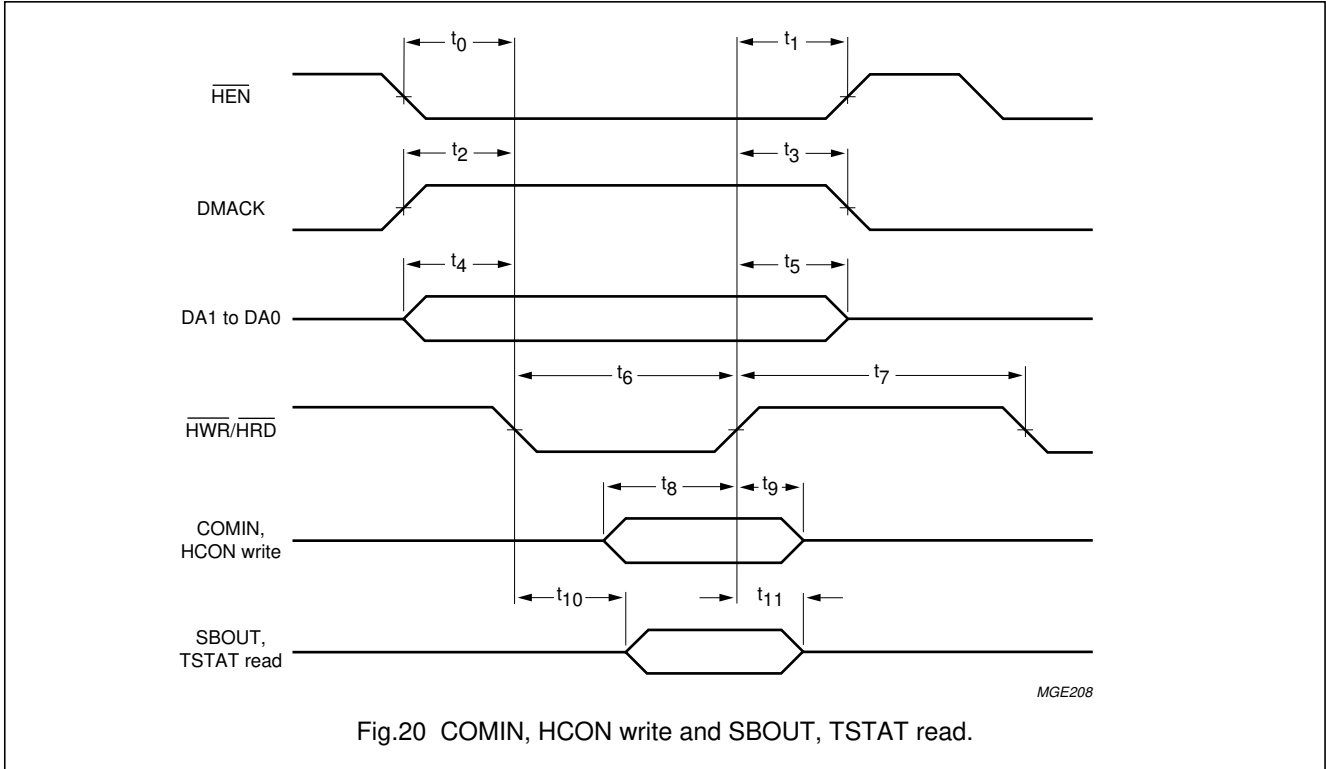 t0 t1
HEN
t2 t3
DMACK
t4 t5
DA1 to DA0
t6 t7
HWR/HRD
t8 t9
COMIN,
HCON write
t10 t11
SBOUT,
TSTAT read
MGE208
Fig.20 COMIN, HCON write and SBOUT, TSTAT read.